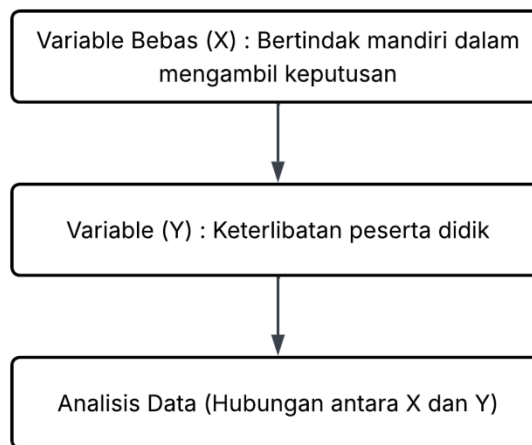 Variable Bebas (X) : Bertindak mandiri dalam
mengambil keputusan
Variable (Y) : Keterlibatan peserta didik
Analisis Data (Hubungan antara X dan Y)